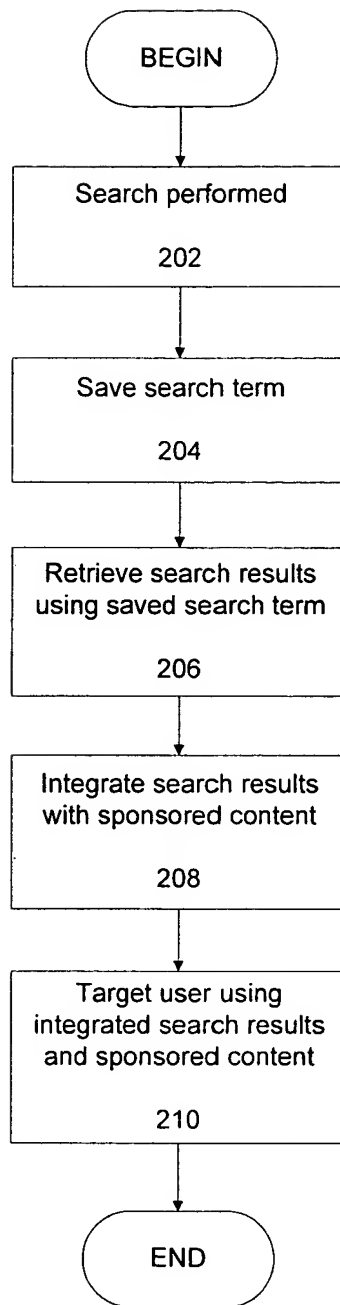 BEGIN
Search performed
202
Save search term
204
Retrieve search results
using saved search term
206
Integrate search results
with sponsored content
208
Target user using
integrated search results
and sponsored content
210
END